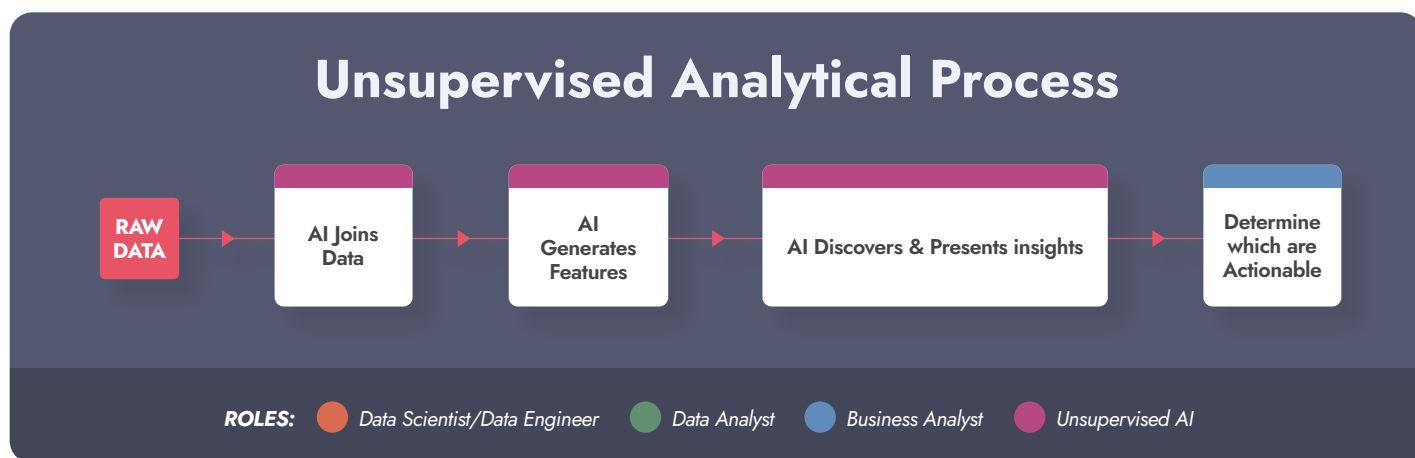 Unsupervised Analytical Process
RAW
DATA
AI Joins
Data
AI
Generates
Features
AI Discovers & Presents insights
Determine
which are
Actionable
ROLES: Data Scientist/Data Engineer Data Analyst Business Analyst Unsupervised AI